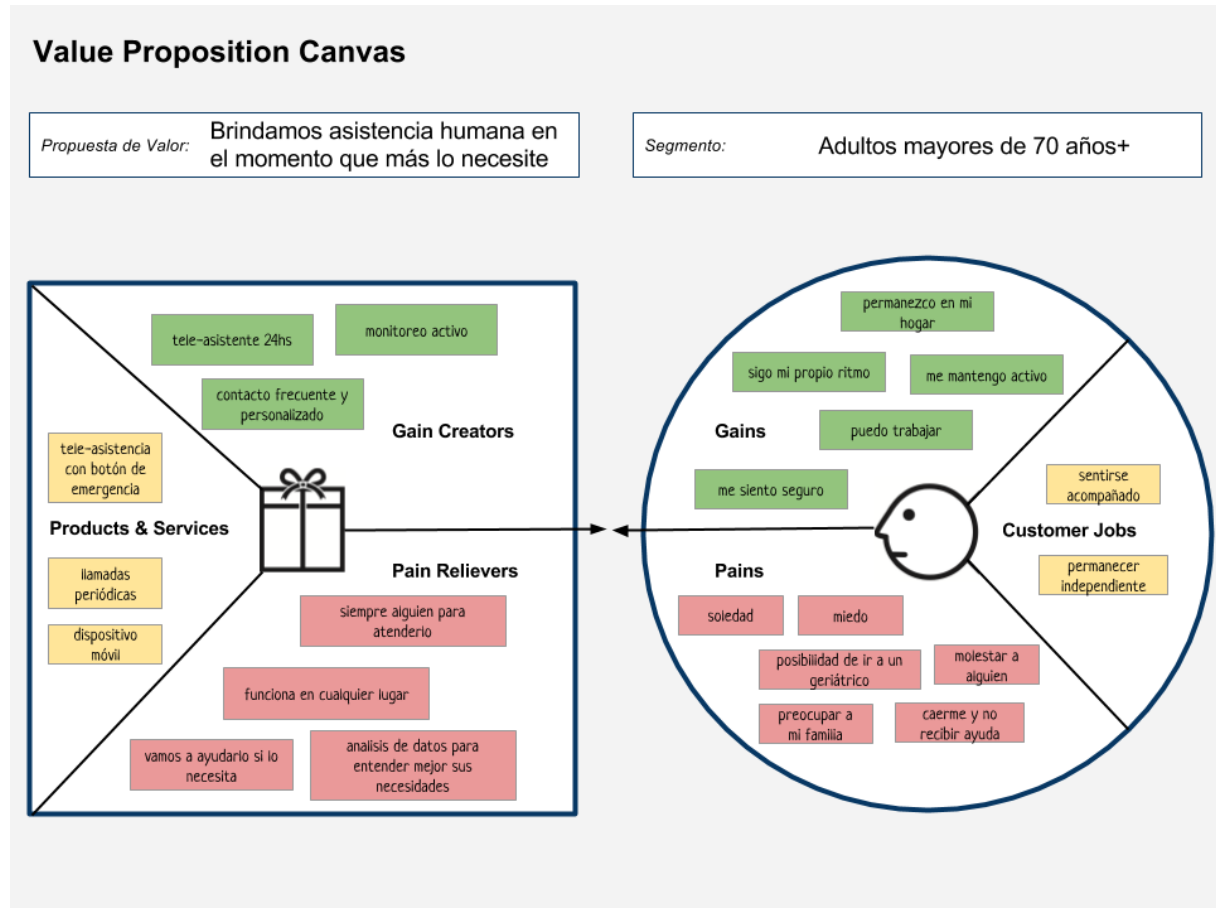 Value Proposition Canvas
Propuesta de Valor:
Brindamos asistencia humana en
el momento que más lo necesite
Segmento:
Adultos mayores de 70 años+
tele-asistente 24hs
monitoreo activo
contacto frecuente y
personalizado
Gain Creators
tele-asistencia
con botón de
emergencia
Products & Services
llamadas
periódicas
dispositivo
móvil
Pain Relievers
siempre alguien para
atenderlo
funciona en cualquier lugar
vamos a ayudarlo si lo
necesita
analisis de datos para
entender mejor sus
necesidades
permanezco en mi
hogar
sigo mi propio ritmo
me mantengo activo
Gains
puedo trabajar
me siento seguro
sentirse
acompañado
Customer Jobs
permanecer
independiente
Pains
soledad
miedo
posibilidad de ir a un
geriátrico
molestar a
alguien
preocupar a
mi familia
caerme y no
recibir ayuda